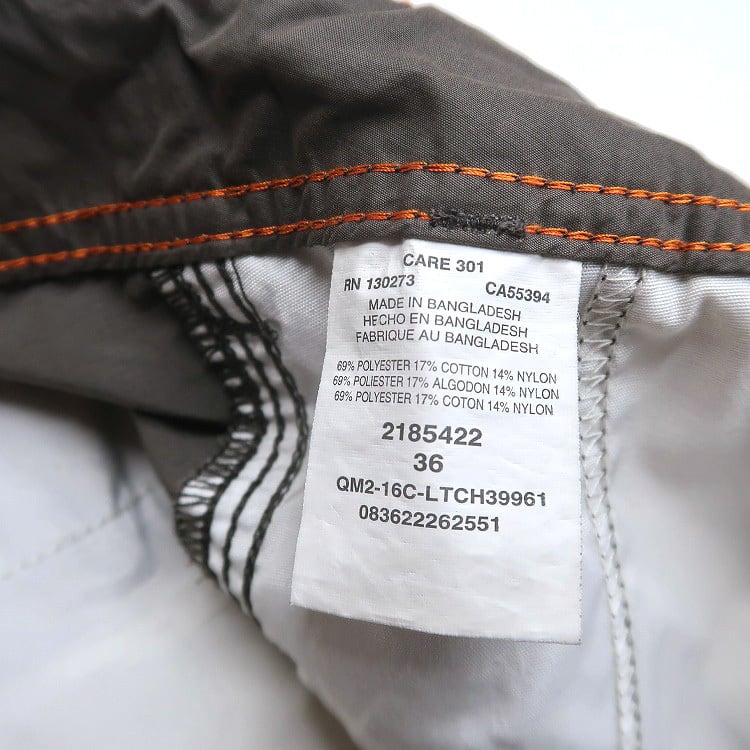 CARE 301
RN 130273 CA55394
MADE IN BANGLADESH
HECHO EN BANGLADESH
FABRIQUE AU BANGLADESH
69% POLYESTER 17% COTTON 14% NYLON
69% POLIESTER 17% ALGODON 14% NYLON
69% POLYESTER 17% COTON 14% NYLON
2185422
36
QM2-16C-LTCH39961
083622262551